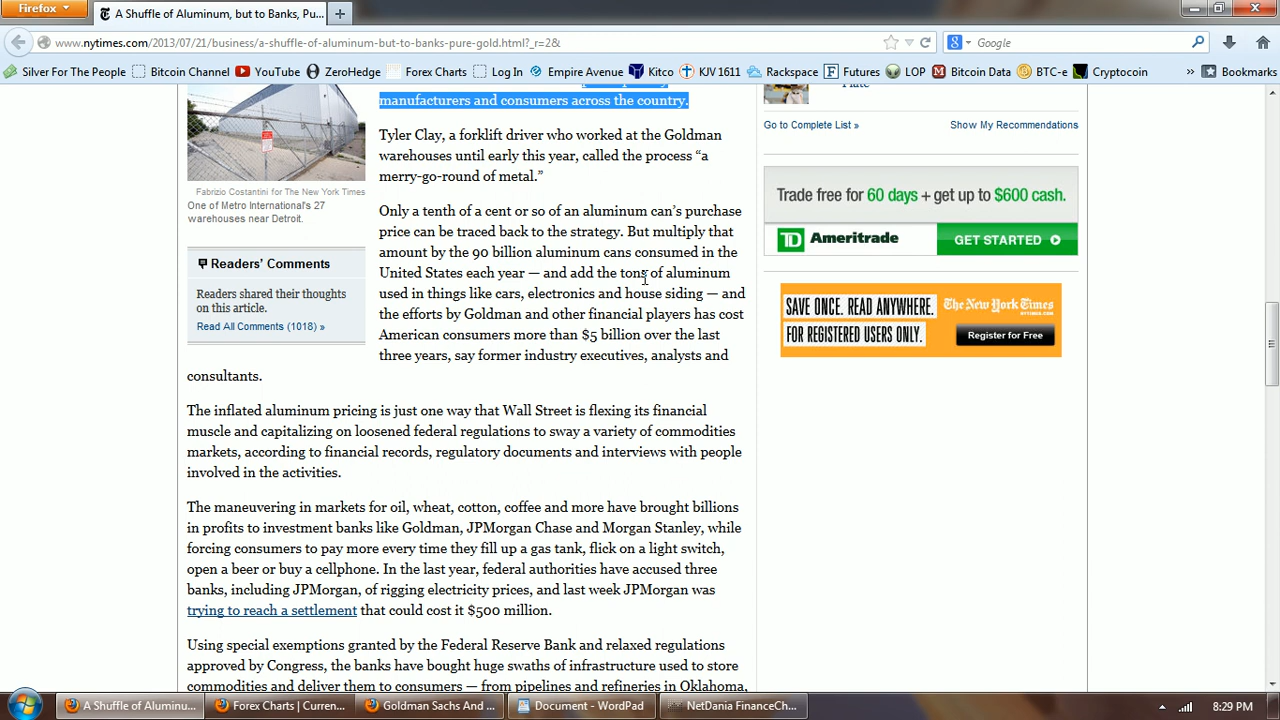 Firefox
A Shuffle of Aluminum, but to Banks, Pu...
www.nytimes.com/2013/07/21/business/a-shuffle-of-aluminum-but-to-banks-pure-gold.html?_r=2&
Google
Silver For The People
Bitcoin Channel
YouTube
ZeroHedge
Forex Charts
Log In
Empire Avenue
Kitco
KJV 1611
Rackspace
Futures
LOP
Bitcoin Data
BTC-e
Cryptocoin
»
Bookmarks
manufacturers and consumers across the country.
Tyler Clay, a forklift driver who worked at the Goldman
warehouses until early this year, called the process “a
merry-go-round of metal.”
Fabrizio Costantini for The New York Times
One of Metro International's 27
warehouses near Detroit.
Readers’ Comments
Readers shared their thoughts
on this article.
Read All Comments (1018) »
Only a tenth of a cent or so of an aluminum can’s purchase
price can be traced back to the strategy. But multiply that
amount by the 90 billion aluminum cans consumed in the
United States each year — and add the tons of aluminum
used in things like cars, electronics and house siding — and
the efforts by Goldman and other financial players has cost
American consumers more than $5 billion over the last
three years, say former industry executives, analysts and
consultants.
The inflated aluminum pricing is just one way that Wall Street is flexing its financial
muscle and capitalizing on loosened federal regulations to sway a variety of commodities
markets, according to financial records, regulatory documents and interviews with people
involved in the activities.
The maneuvering in markets for oil, wheat, cotton, coffee and more have brought billions
in profits to investment banks like Goldman, JPMorgan Chase and Morgan Stanley, while
forcing consumers to pay more every time they fill up a gas tank, flick on a light switch,
open a beer or buy a cellphone. In the last year, federal authorities have accused three
banks, including JPMorgan, of rigging electricity prices, and last week JPMorgan was
trying to reach a settlement that could cost it $500 million.
Using special exemptions granted by the Federal Reserve Bank and relaxed regulations
approved by Congress, the banks have bought huge swaths of infrastructure used to store
commodities and deliver them to consumers — from pipelines and refineries in Oklahoma,
Go to Complete List »
Show My Recommendations
Trade free for 60 days + get up to $600 cash.
TD Ameritrade
GET STARTED
SAVE ONCE. READ ANYWHERE.
FOR REGISTERED USERS ONLY.
The New York Times
NYTIMES.COM
Register for Free
A Shuffle of Aluminu...
Forex Charts | Curren...
Goldman Sachs And ...
Document - WordPad
NetDania FinanceCh...
8:29 PM